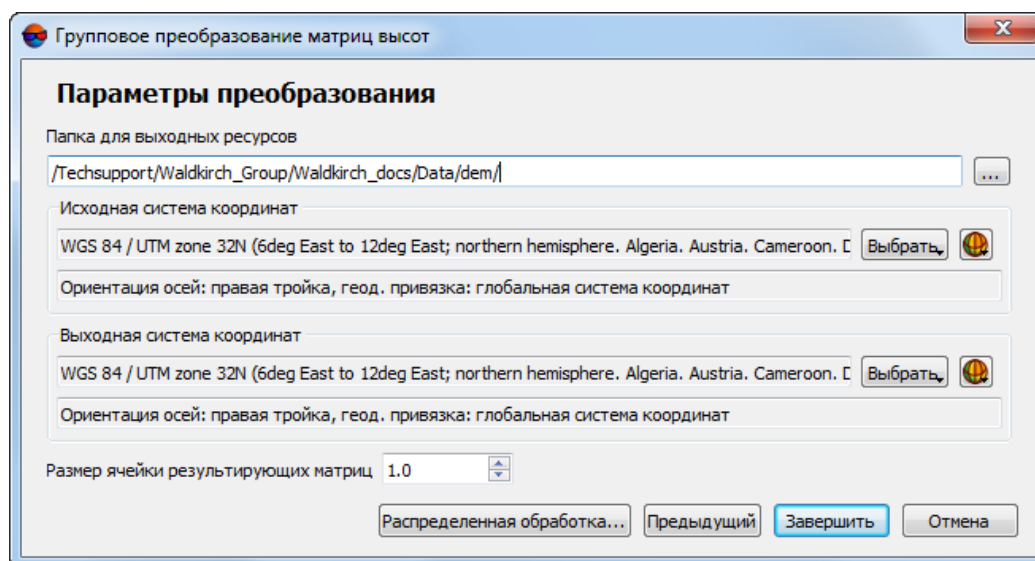 Групповое преобразование матриц высот
Параметры преобразования
Папка для выходных ресурсов
/Techsupport/Waldkirch_Group/Waldkirch_docs/Data/dem/
...
Исходная система координат
WGS 84 / UTM zone 32N (6deg East to 12deg East; northern hemisphere. Algeria. Austria. Cameroon. D
Выбрать
Ориентация осей: правая тройка, геод. привязка: глобальная система координат
Выходная система координат
WGS 84 / UTM zone 32N (6deg East to 12deg East; northern hemisphere. Algeria. Austria. Cameroon. D
Выбрать
Ориентация осей: правая тройка, геод. привязка: глобальная система координат
Размер ячейки результирующих матриц 1.0
Распределенная обработка... Предыдущий Завершить Отмена